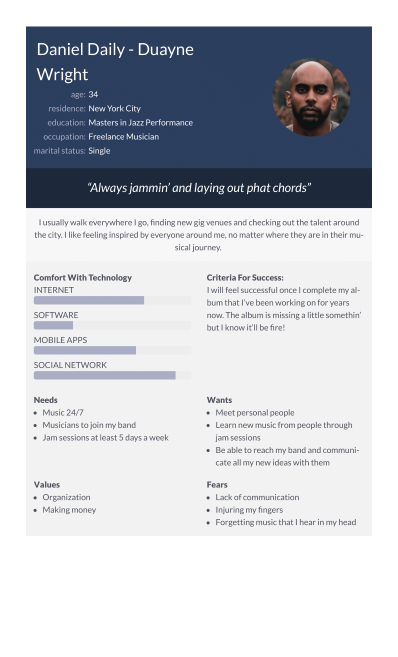 Daniel Daily - Duayne
Wright
age: 34
residence: New York City
education: Masters in Jazz Performance
occupation: Freelance Musician
marital status: Single
“Always jammin’ and laying out phat chords”
I usually walk everywhere I go, finding new gig venues and checking out the talent around
the city. I like feeling inspired by everyone around me, no matter where they are in their mu-
sical journey.
Comfort With Technology
INTERNET
SOFTWARE
MOBILE APPS
SOCIAL NETWORK
Criteria For Success:
I will feel successful once I complete my al-
bum that I’ve been working on for years
now. The album is missing a little somethin’
but I know it’ll be fire!
Needs
• Music 24/7
• Musicians to join my band
• Jam sessions at least 5 days a week
Wants
• Meet personal people
• Learn new music from people through
jam sessions
• Be able to reach my band and communi-
cate all my new ideas with them
Values
• Organization
• Making money
Fears
• Lack of communication
• Injuring my fingers
• Forgetting music that I hear in my head